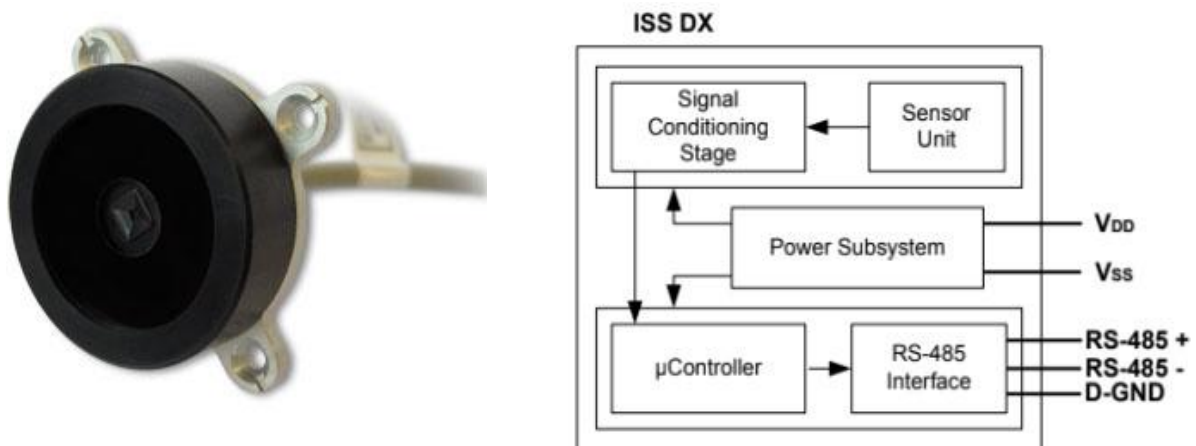 ISS DX
Signal
Conditioning
Stage
Sensor
Unit
Power Subsystem
VDD
VSS
µController
RS-485
Interface
RS-485 +
RS-485 -
D-GND